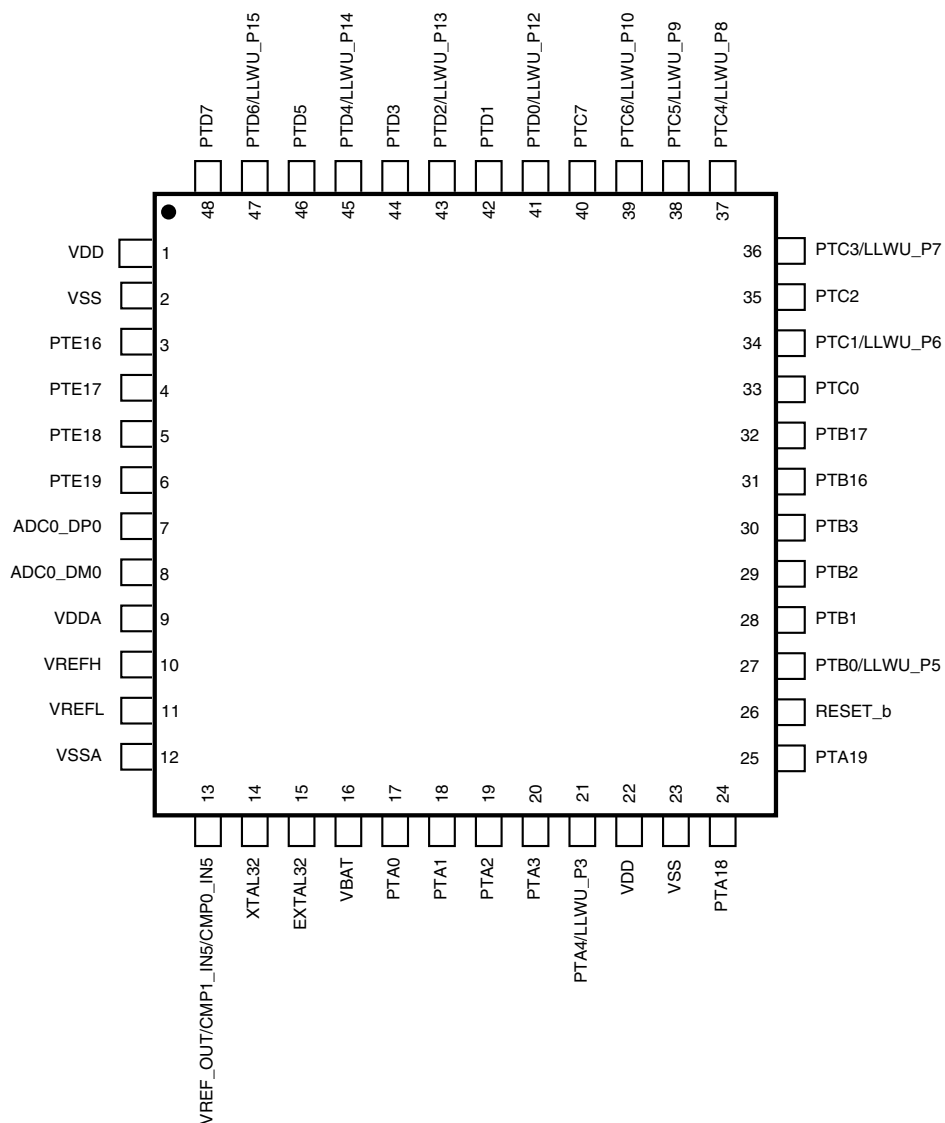 PTD7
PTD6/LLWU_P15
PTD5
PTD4/LLWU_P14
PTD3
PTD2/LLWU_P13
PTD1
PTD0/LLWU_P12
PTC7
PTC6/LLWU_P10
PTC5/LLWU_P9
PTC4/LLWU_P8
48
47
46
45
44
43
42
41
40
39
38
37
VDD 1
VSS 2
PTE16 3
PTE17 4
PTE18 5
PTE19 6
ADC0_DP0 7
ADC0_DM0 8
VDDA 9
VREFH 10
VREFL 11
VSSA 12
36 PTC3/LLWU_P7
35 PTC2
34 PTC1/LLWU_P6
33 PTC0
32 PTB17
31 PTB16
30 PTB3
29 PTB2
28 PTB1
27 PTB0/LLWU_P5
26 RESET_b
25 PTA19
13
14
15
16
17
18
19
20
21
22
23
24
VREF_OUT/CMP1_IN5/CMP0_IN5
XTAL32
EXTAL32
VBAT
PTA0
PTA1
PTA2
PTA3
PTA4/LLWU_P3
VDD
VSS
PTA18